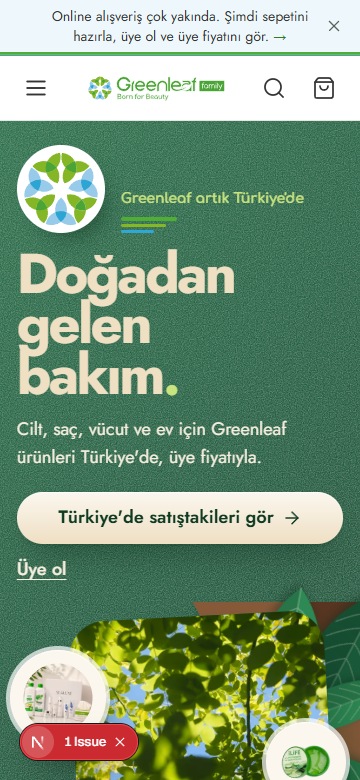 Online alışveriş çok yakında. Şimdi sepetini
hazırla, üye ol ve üye fiyatını gör. →
Greenleaf family
Born for Beauty
Greenleaf artık Türkiye'de
Doğadan
gelen
bakım.
Cilt, saç, vücut ve ev için Greenleaf
ürünleri Türkiye'de, üye fiyatıyla.
Türkiye'de satıştakileri gör →
Üye ol
N 1 Issue